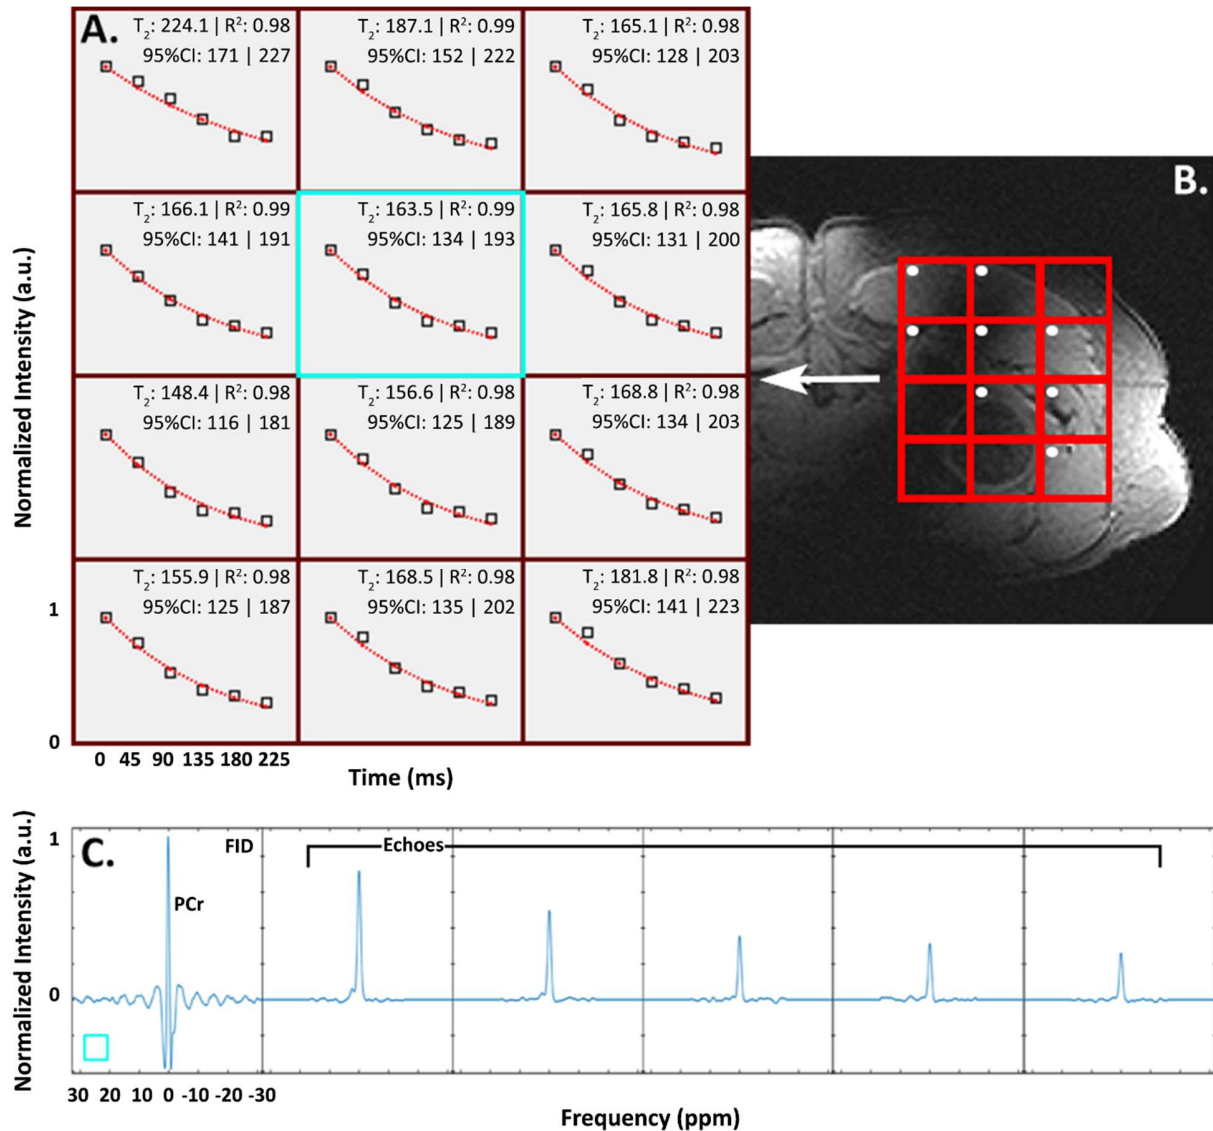 A.
T2: 224.1 | R2: 0.98
95%CI: 171 | 227
T2: 187.1 | R2: 0.99
95%CI: 152 | 222
T2: 165.1 | R2: 0.98
95%CI: 128 | 203
B.
T2: 166.1 | R2: 0.99
95%CI: 141 | 191
T2: 163.5 | R2: 0.99
95%CI: 134 | 193
T2: 165.8 | R2: 0.98
95%CI: 131 | 200
T2: 148.4 | R2: 0.98
95%CI: 116 | 181
T2: 156.6 | R2: 0.98
95%CI: 125 | 189
T2: 168.8 | R2: 0.98
95%CI: 134 | 203
T2: 155.9 | R2: 0.98
95%CI: 125 | 187
T2: 168.5 | R2: 0.98
95%CI: 135 | 202
T2: 181.8 | R2: 0.98
95%CI: 141 | 223
Normalized Intensity (a.u.)
1
0
0 45 90 135 180 225
Time (ms)
C.
FID
Echoes
PCr
Normalized Intensity (a.u.)
1
0
30 20 10 0 -10 -20 -30
Frequency (ppm)